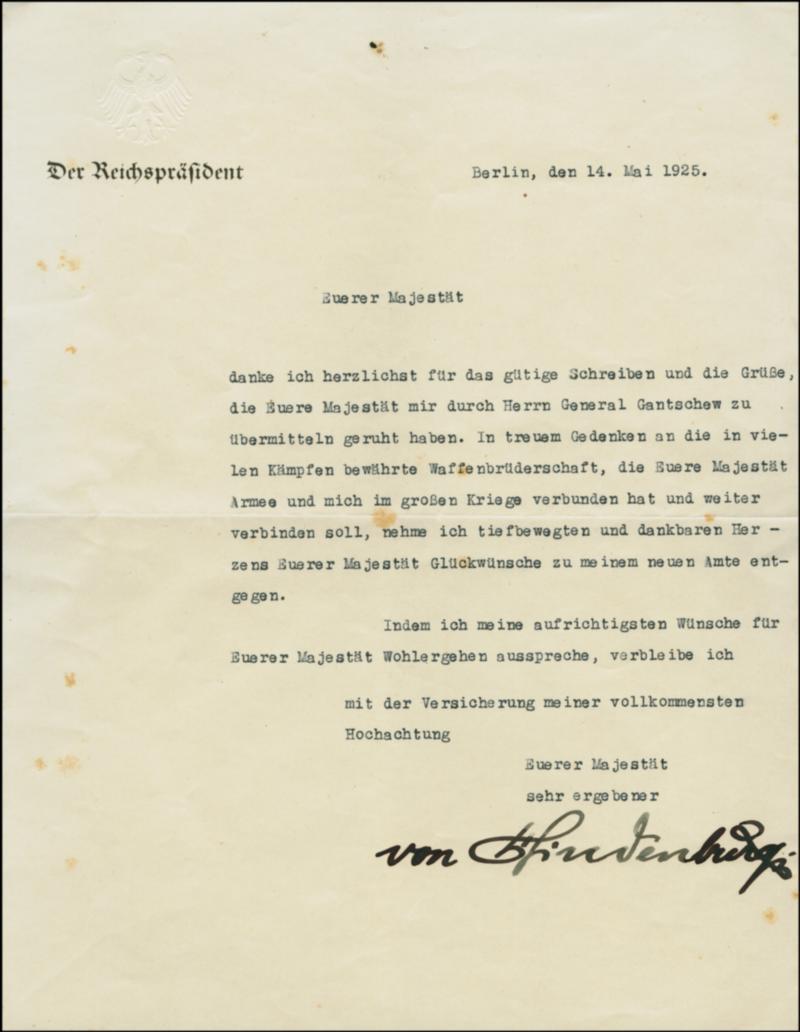 Der Reichspräsident
Berlin, den 14. Mai 1925.
Euerer Majestät
danke ich herzlichst für das gütige Schreiben und die Grüße,
die Euere Majestät mir durch Herrn General Gantschew zu
übermitteln geruht haben. In treuem Gedenken an die in vie-
len Kämpfen bewährte Waffenbrüderschaft, die Euere Majestät
Armee und mich im großen Kriege verbunden hat und weiter
verbinden soll, nehme ich tiefbewegten und dankbaren Her -
zens Euerer Majestät Glückwünsche zu meinem neuen Amte ent-
gegen.
Indem ich meine aufrichtigsten Wünsche für
Euerer Majestät Wohlergehen ausspreche, verbleibe ich
mit der Versicherung meiner vollkommensten
Hochachtung
Euerer Majestät
sehr ergebener
von Hindenburg.